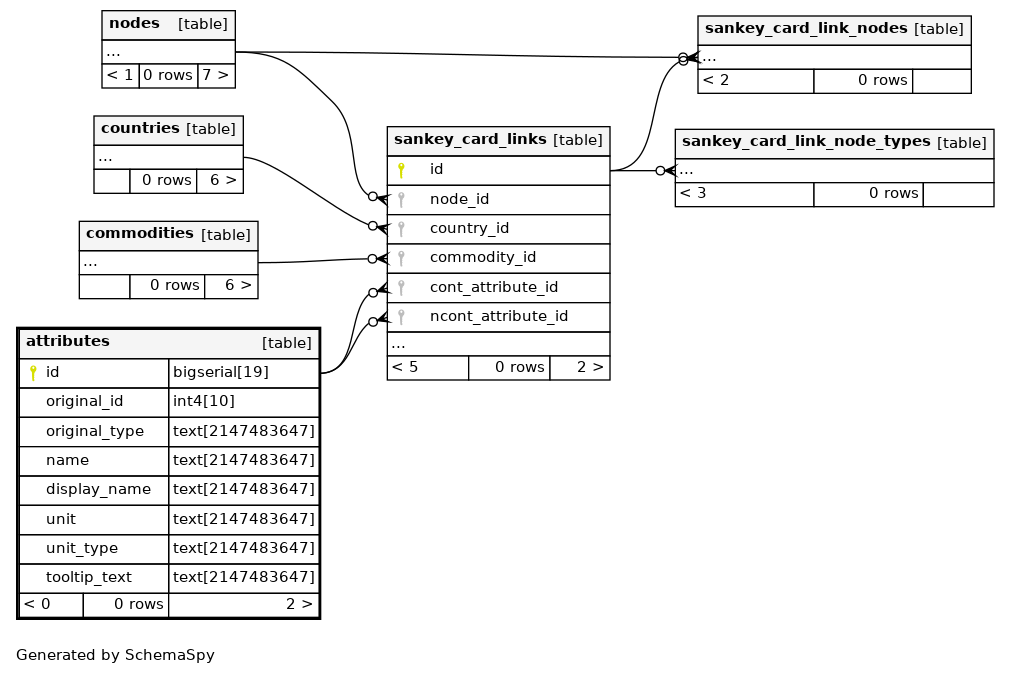 nodes [table]
...
< 1 0 rows 7 >
countries [table]
...
0 rows 6 >
commodities [table]
...
0 rows 6 >
attributes [table]
id bigserial[19]
original_id int4[10]
original_type text[2147483647]
name text[2147483647]
display_name text[2147483647]
unit text[2147483647]
unit_type text[2147483647]
tooltip_text text[2147483647]
< 0 0 rows 2 >
sankey_card_links [table]
id
node_id
country_id
commodity_id
cont_attribute_id
ncont_attribute_id
...
< 5 0 rows 2 >
sankey_card_link_nodes [table]
...
< 2 0 rows
sankey_card_link_node_types [table]
...
< 3 0 rows
Generated by SchemaSpy